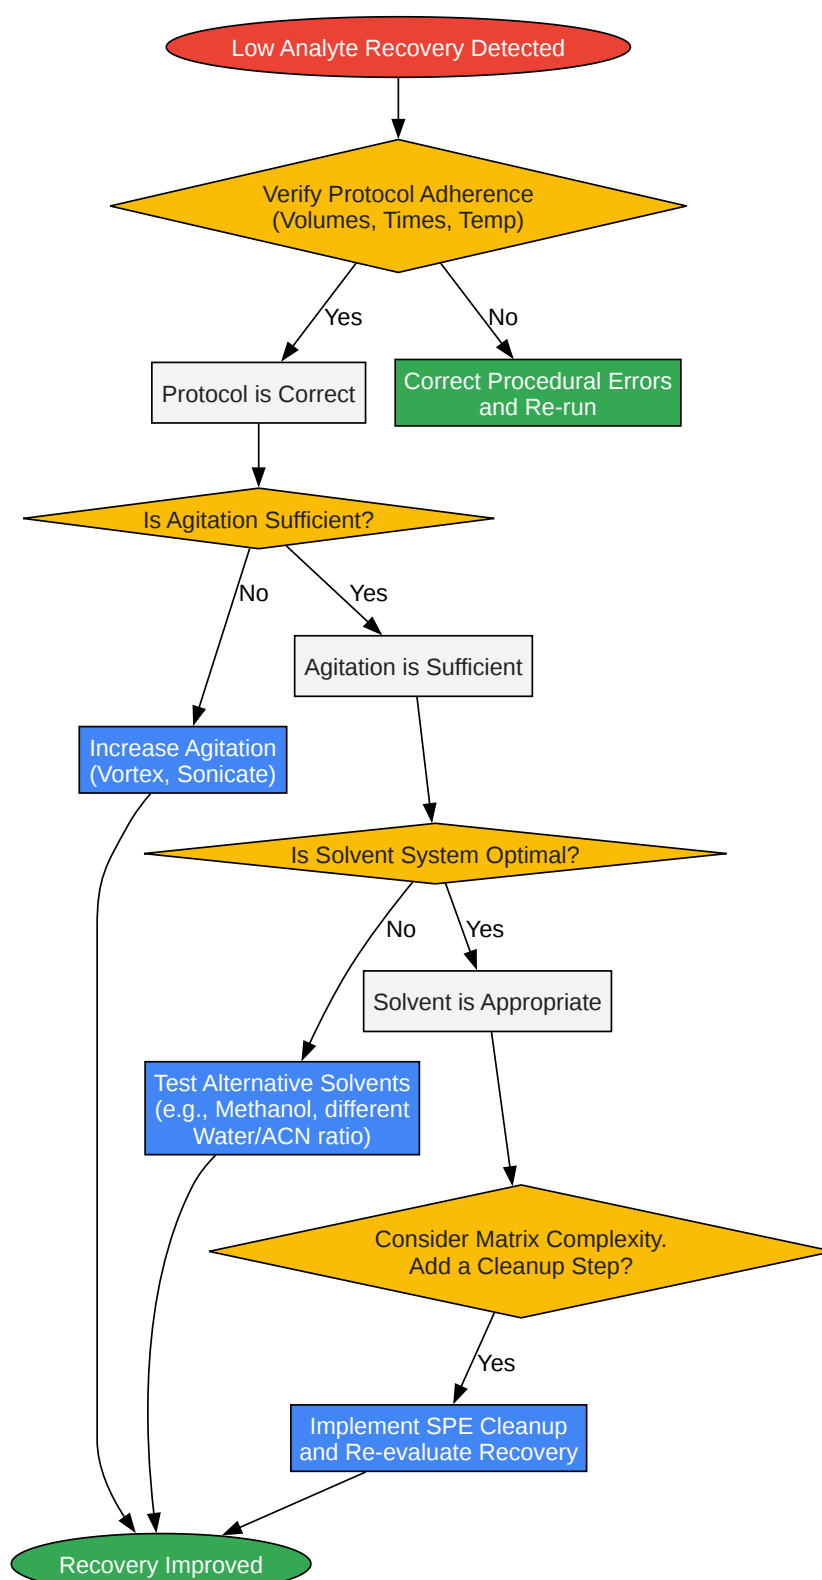 Low Analyte Recovery Detected
Verify Protocol Adherence
(Volumes, Times, Temp)
Yes
No
Protocol is Correct
Correct Procedural Errors
and Re-run
Is Agitation Sufficient?
No
Yes
Agitation is Sufficient
Increase Agitation
(Vortex, Sonicate)
Is Solvent System Optimal?
No
Yes
Solvent is Appropriate
Test Alternative Solvents
(e.g., Methanol, different
Water/ACN ratio)
Consider Matrix Complexity.
Add a Cleanup Step?
Yes
Implement SPE Cleanup
and Re-evaluate Recovery
Recovery Improved